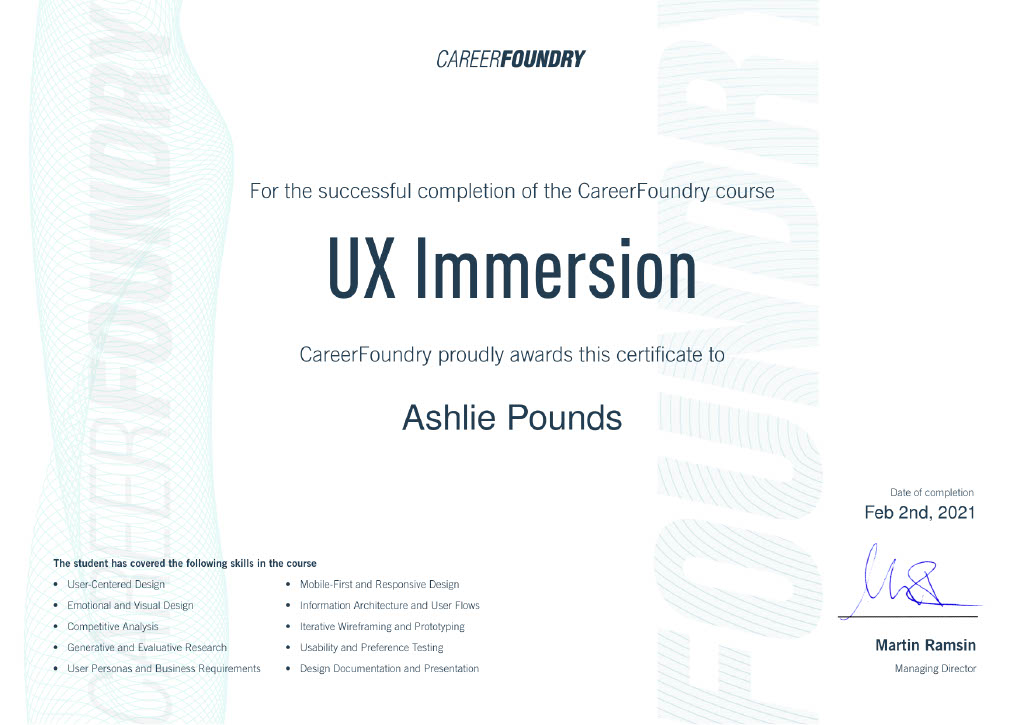 CAREERFOUNDRY
For the successful completion of the CareerFoundry course
UX Immersion
CareerFoundry proudly awards this certificate to
Ashlie Pounds
Date of completion
Feb 2nd, 2021
The student has covered the following skills in the course
• User-Centered Design
• Emotional and Visual Design
• Competitive Analysis
• Generative and Evaluative Research
• User Personas and Business Requirements
• Mobile-First and Responsive Design
• Information Architecture and User Flows
• Iterative Wireframing and Prototyping
• Usability and Preference Testing
• Design Documentation and Presentation
Martin Ramsin
Managing Director
CAREERFOUNDRY
FOUNDRY